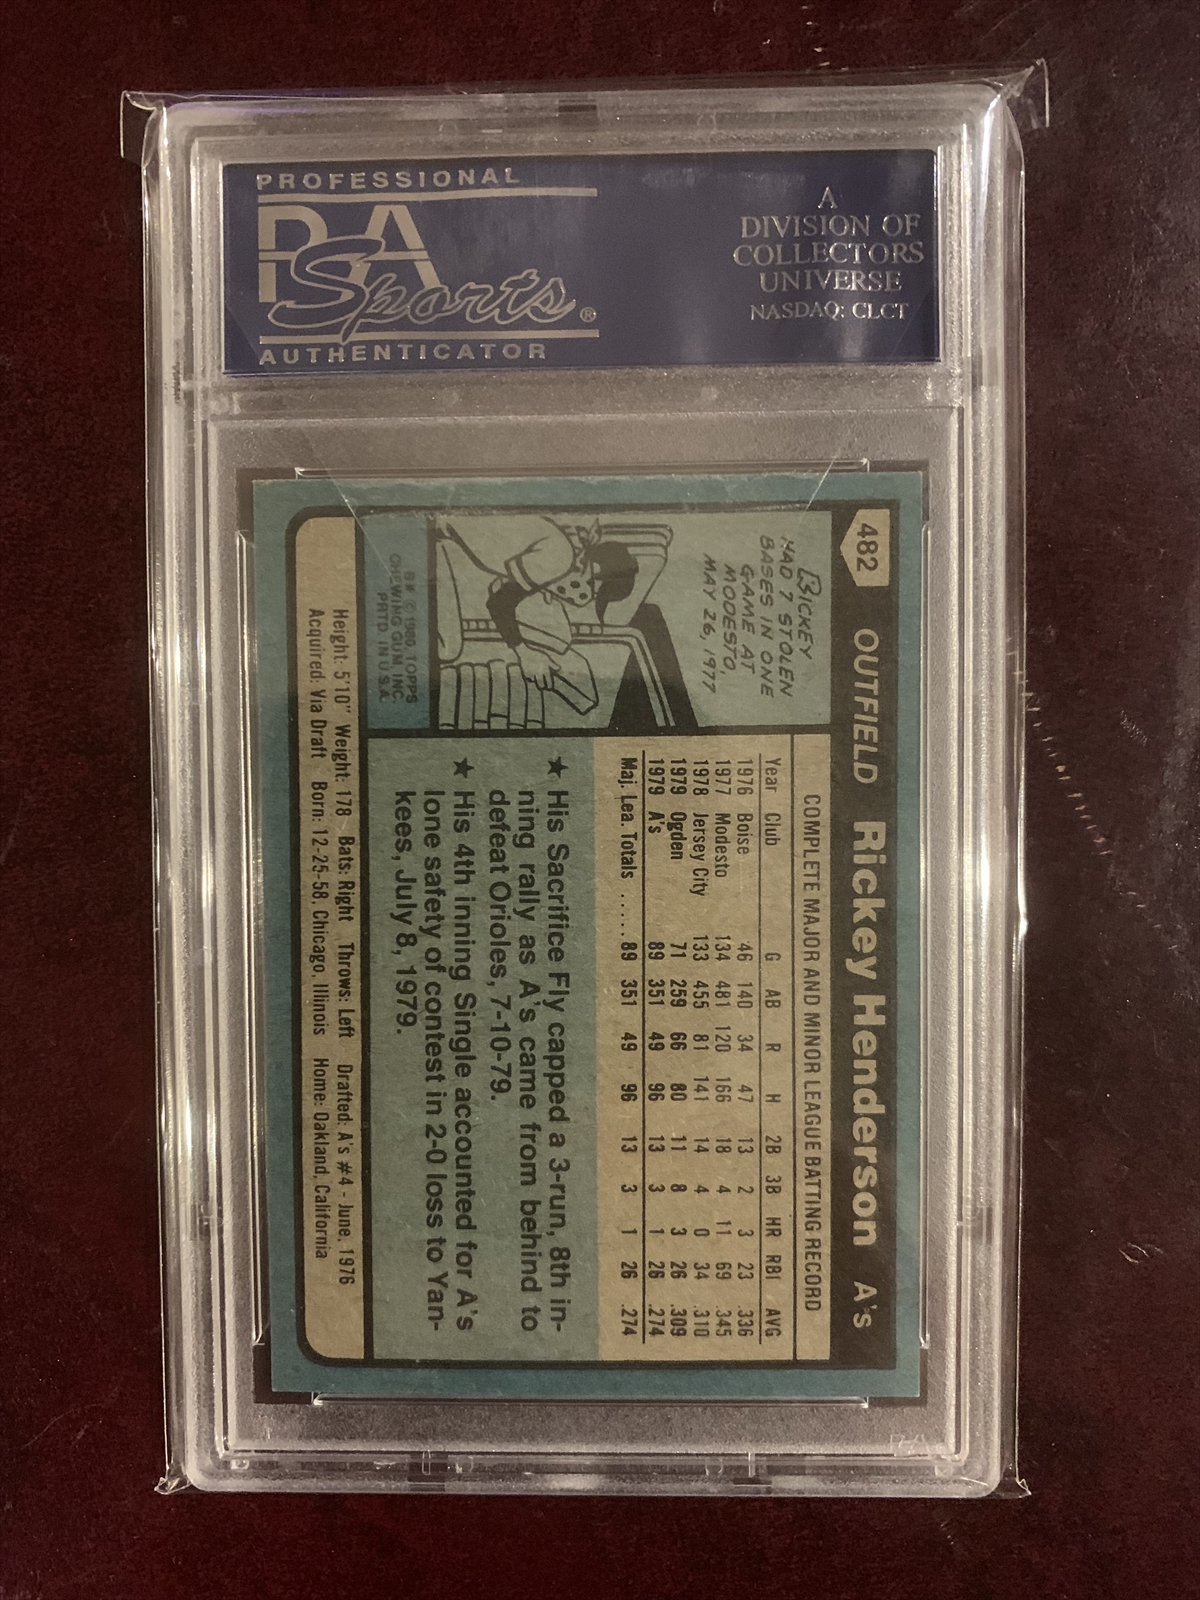 PROFESSIONAL
PSA
Sports®
AUTHENTICATOR
A
DIVISION OF
COLLECTORS
UNIVERSE
NASDAQ: CLCT
482 OUTFIELD Rickey Henderson A's
RICKEY
HAD 7 STOLEN
BASES IN ONE
GAME AT
MODESTO,
MAY 26, 1977
B* © 1980, TOPPS
CHEWING GUM, INC.
PRTD. IN U.S.A.
COMPLETE MAJOR AND MINOR LEAGUE BATTING RECORD
Year Club G AB R H 2B 3B HR RBI AVG
1976 Boise 46 140 34 47 13 2 3 23 .336
1977 Modesto 134 481 120 166 18 4 11 69 .345
1978 Jersey City 133 455 81 141 14 4 0 34 .310
1979 Ogden 71 259 66 80 11 8 3 26 .309
1979 A's 89 351 49 96 13 3 1 26 .274
Maj. Lea. Totals ..... 89 351 49 96 13 3 1 26 .274
★ His Sacrifice Fly capped a 3-run, 8th in-
ning rally as A's came from behind to
defeat Orioles, 7-10-79.
★ His 4th inning Single accounted for A's
lone safety of contest in 2-0 loss to Yan-
kees, July 8, 1979.
Height: 5'10" Weight: 178 Bats: Right Throws: Left Drafted: A's #4 - June, 1976
Acquired: Via Draft Born: 12-25-58, Chicago, Illinois Home: Oakland, California